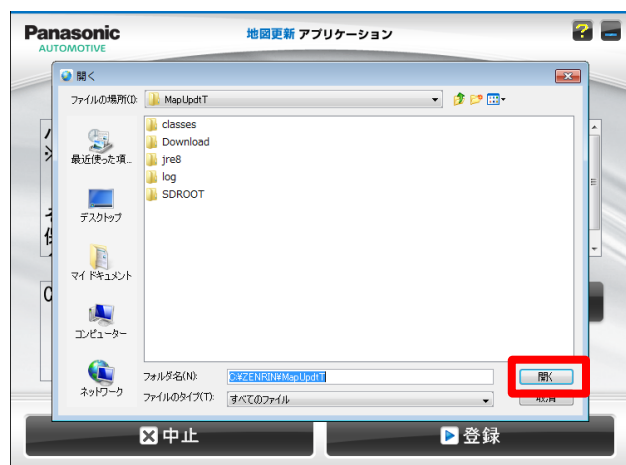 Panasonic
AUTOMOTIVE
地図更新 アプリケーション
開く
ファイルの場所(I):
MapUpdtT
classes
Download
jre8
log
SDROOT
最近使った項...
デスクトップ
マイ ドキュメント
コンピューター
ネットワーク
フォルダ名(N):
C:¥ZENRIN¥MapUpdtT
開く
ファイルのタイプ(T):
すべてのファイル
取消
中止
登録